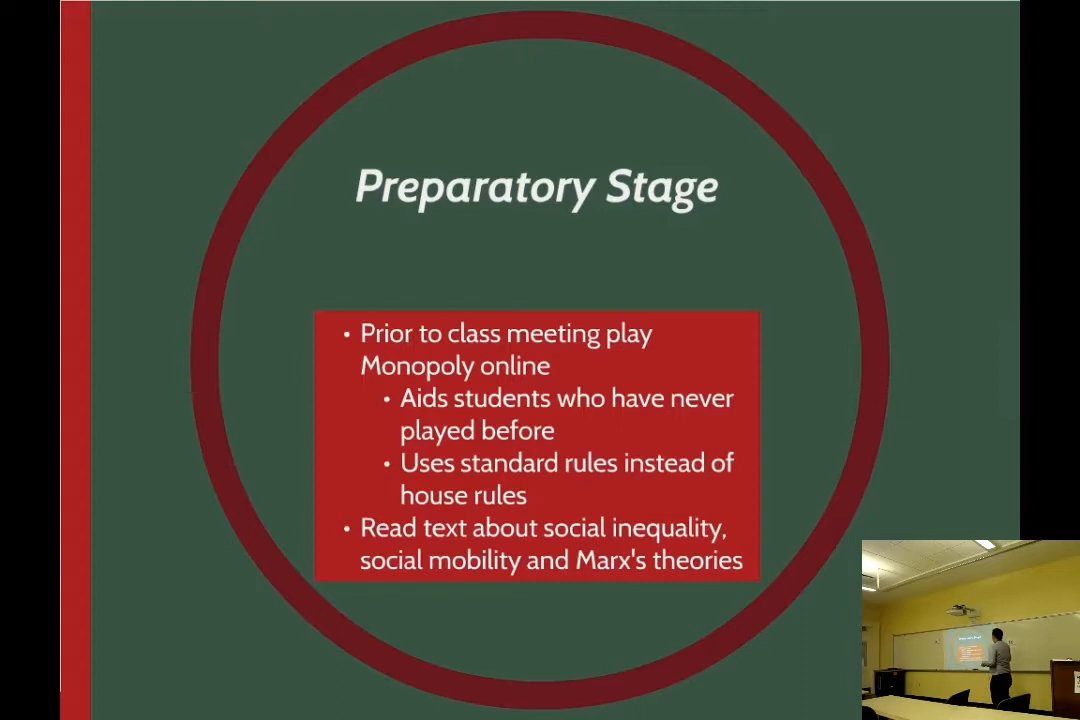 Preparatory Stage
• Prior to class meeting play
Monopoly online
• Aids students who have never
played before
• Uses standard rules instead of
house rules
• Read text about social inequality,
social mobility and Marx's theories